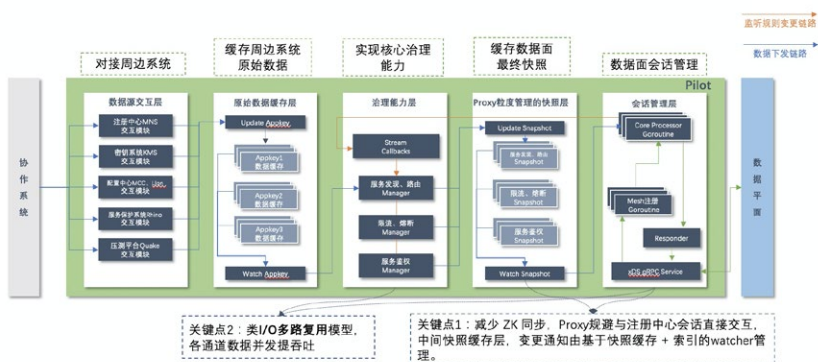 监听规则变更链路
数据下发链路
对接周边系统
缓存周边系统
原始数据
实现核心治理
能力
缓存数据面
最终快照
数据面会话管理
Pilot
协作系统
数据源交互层
注册中心MNS
交互模块
密钥系统KMS
交互模块
配置中心MCC、Lion
交互模块
服务保护系统Rhino
交互模块
压测平台Quake
交互模块
原始数据缓存层
Update Appkey
Appkey1
数据缓存
Appkey2
数据缓存
Appkey3
数据缓存
Watch Appkey
治理能力层
Stream
Callbacks
服务发现、路由
Manager
限流、熔断
Manager
服务鉴权
Manager
Proxy粒度管理的快照层
Update Snapshot
服务发现、路由
Snapshot
限流、熔断
Snapshot
服务鉴权
Snapshot
Watch Snapshot
会话管理层
Core Processor
Goroutine
Mesh注册
Goroutine
Responder
xDS gRPC Service
数据平面
关键点2：类I/O多路复用模型，
各通道数据并发提吞吐
关键点1：减少 ZK 同步，Proxy规避与注册中心会话直接交互，
中间快照缓存层，变更通知由基于快照缓存 + 索引的watcher管
理。